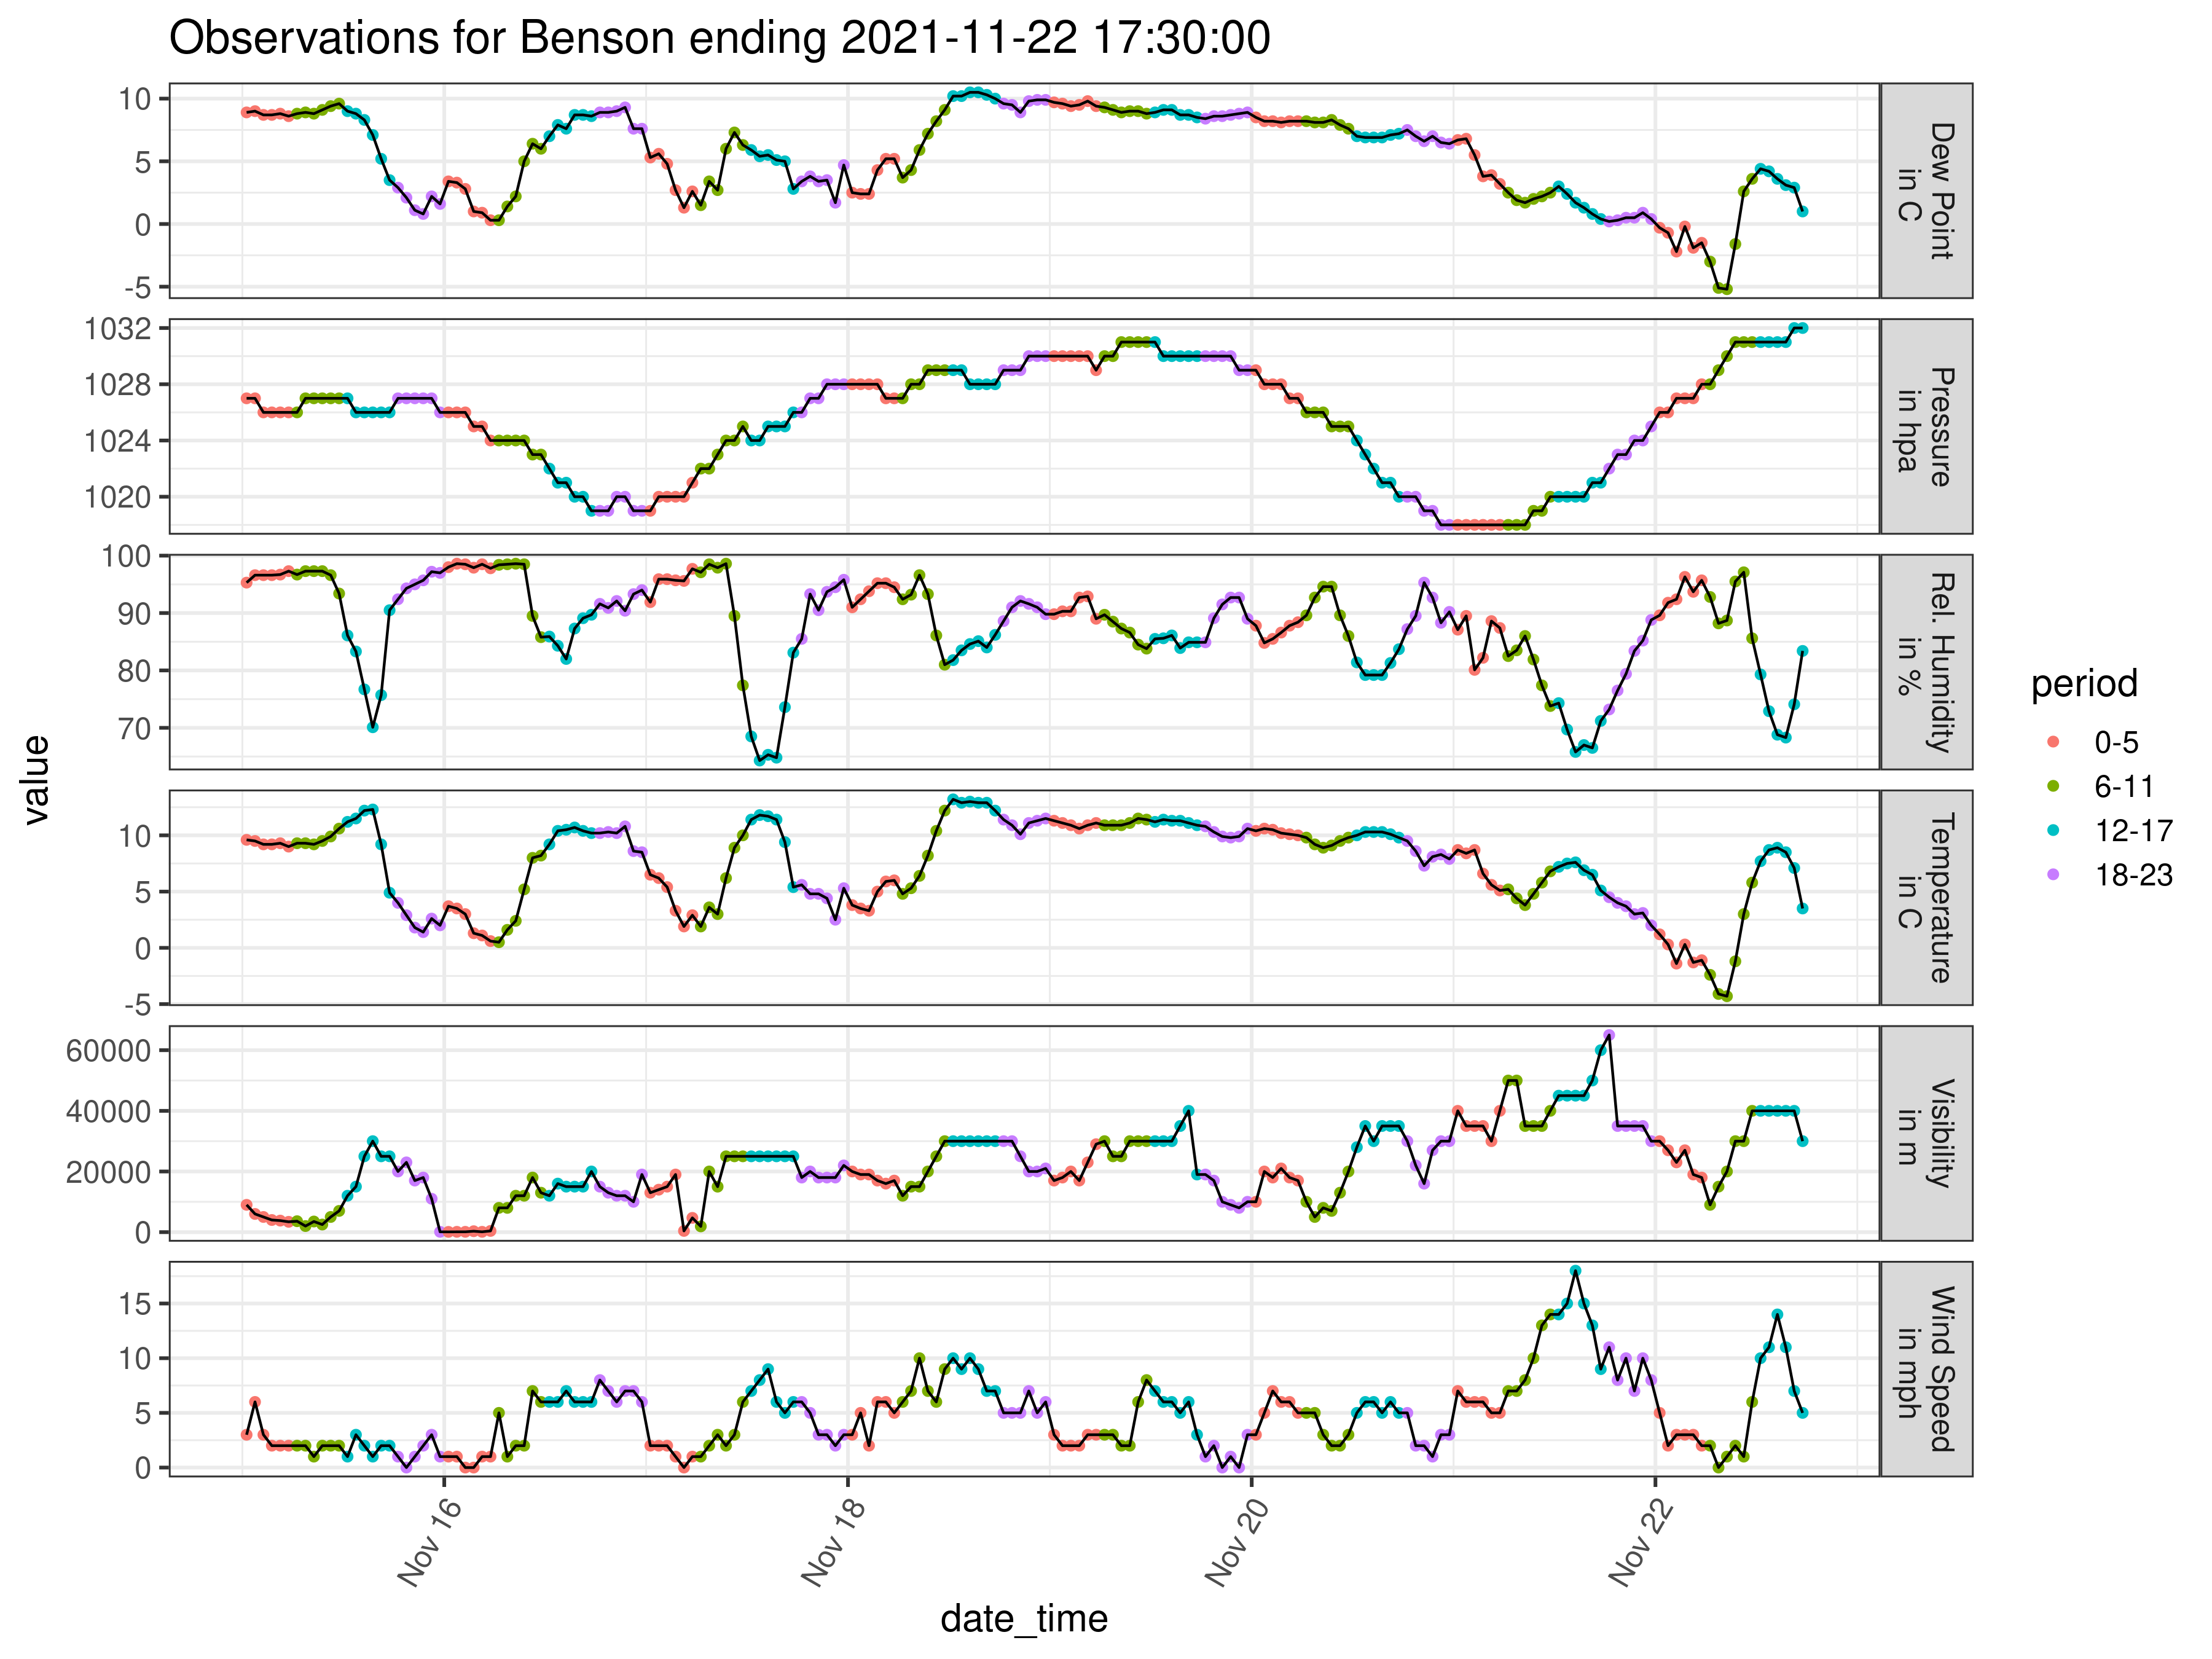 Observations for Benson ending 2021-11-22 17:30:00
value
10
5
0
-5
Dew Point
in C
1032
1028
1024
1020
Pressure
in hpa
100
90
80
70
Rel. Humidity
in %
10
5
0
-5
Temperature
in C
60000
40000
20000
0
Visibility
in m
15
10
5
0
Wind Speed
in mph
Nov 16
Nov 18
Nov 20
Nov 22
date_time
period
0-5
6-11
12-17
18-23